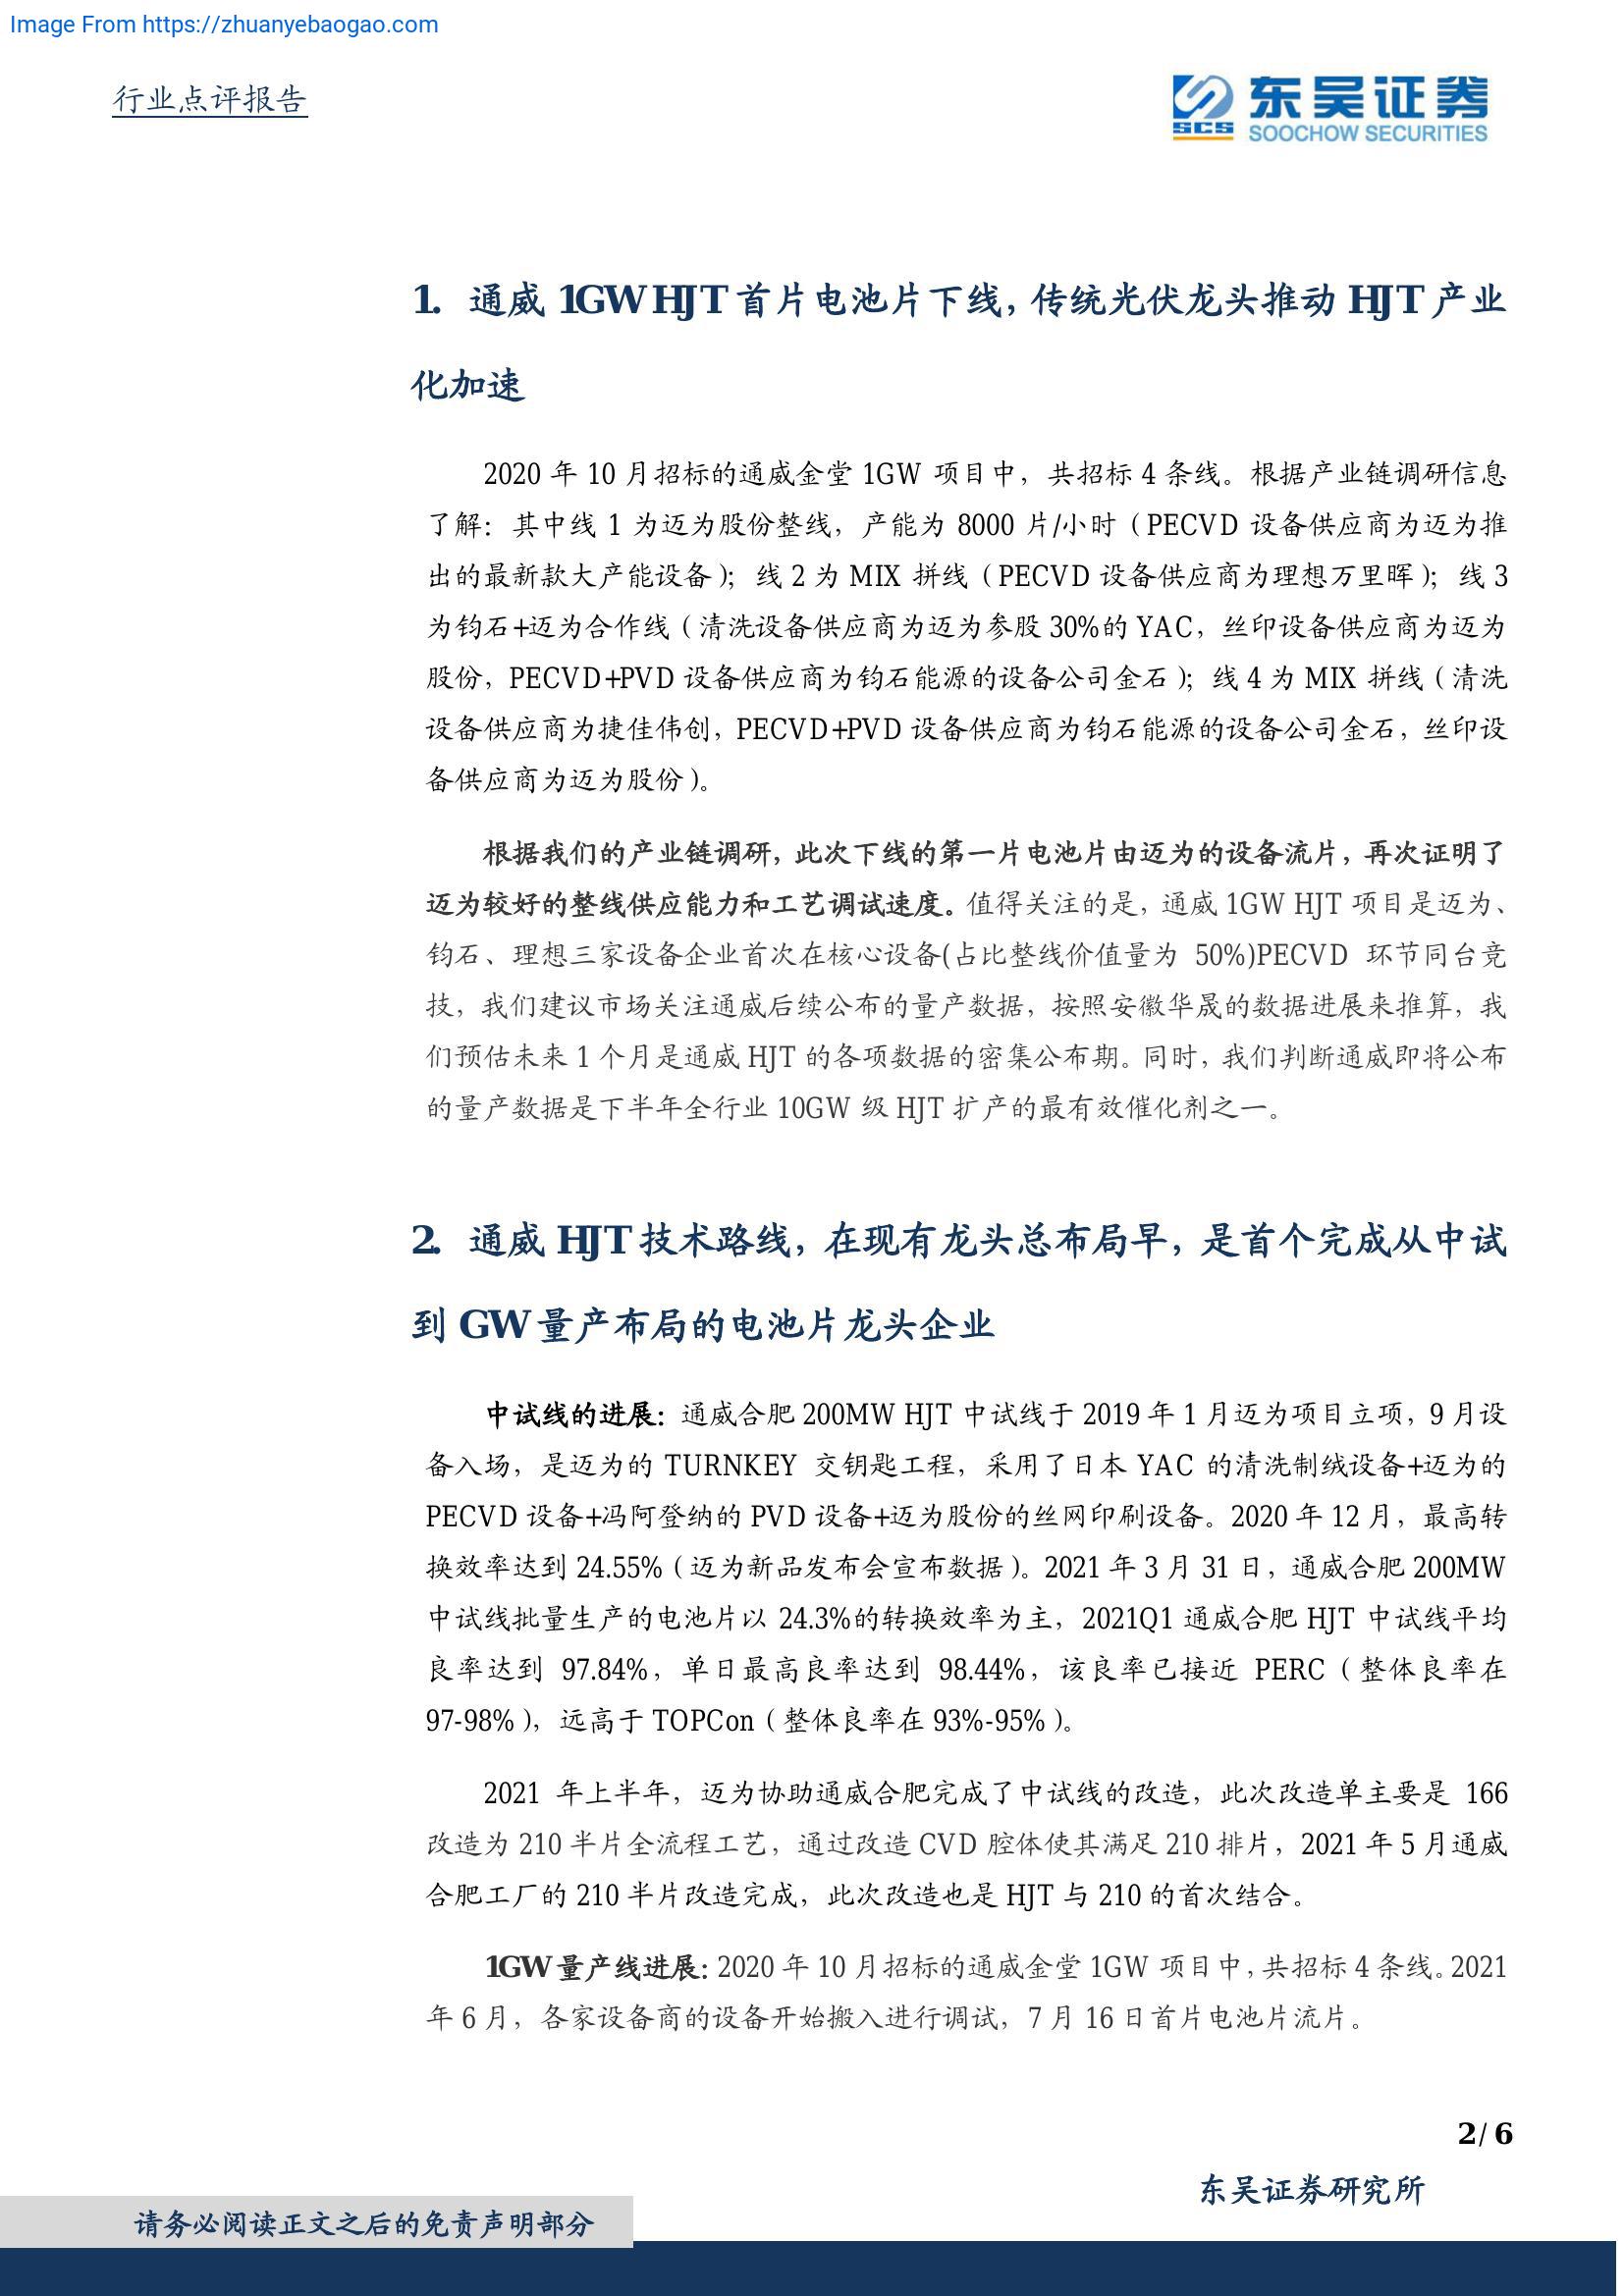 Image From https://zhuanyebaogao.com
行业点评报告
SCS 东吴证券
SOOCHOW SECURITIES
1. 通威 1GW HJT 首片电池片下线，传统光伏龙头推动 HJT 产业
化加速
2020 年 10 月招标的通威金堂 1GW 项目中，共招标 4 条线。根据产业链调研信息
了解：其中线 1 为迈为股份整线，产能为 8000 片/小时（PECVD 设备供应商为迈为推
出的最新款大产能设备）；线 2 为 MIX 拼线（PECVD 设备供应商为理想万里晖）；线 3
为钧石+迈为合作线（清洗设备供应商为迈为参股 30%的 YAC，丝印设备供应商为迈为
股份，PECVD+PVD 设备供应商为钧石能源的设备公司金石）；线 4 为 MIX 拼线（清洗
设备供应商为捷佳伟创，PECVD+PVD 设备供应商为钧石能源的设备公司金石，丝印设
备供应商为迈为股份）。
根据我们的产业链调研，此次下线的第一片电池片由迈为的设备流片，再次证明了
迈为较好的整线供应能力和工艺调试速度。值得关注的是，通威 1GW HJT 项目是迈为、
钧石、理想三家设备企业首次在核心设备(占比整线价值量为 50%)PECVD 环节同台竞
技，我们建议市场关注通威后续公布的量产数据，按照安徽华晟的数据进展来推算，我
们预估未来 1 个月是通威 HJT 的各项数据的密集公布期。同时，我们判断通威即将公布
的量产数据是下半年全行业 10GW 级 HJT 扩产的最有效催化剂之一。
2. 通威 HJT 技术路线，在现有龙头总布局早，是首个完成从中试
到 GW 量产布局的电池片龙头企业
中试线的进展：通威合肥 200MW HJT 中试线于 2019 年 1 月迈为项目立项，9 月设
备入场，是迈为的 TURNKEY 交钥匙工程，采用了日本 YAC 的清洗制绒设备+迈为的
PECVD 设备+冯阿登纳的 PVD 设备+迈为股份的丝网印刷设备。2020 年 12 月，最高转
换效率达到 24.55%（迈为新品发布会宣布数据）。2021 年 3 月 31 日，通威合肥 200MW
中试线批量生产的电池片以 24.3%的转换效率为主，2021Q1 通威合肥 HJT 中试线平均
良率达到 97.84%，单日最高良率达到 98.44%，该良率已接近 PERC（整体良率在
97-98%），远高于 TOPCon（整体良率在 93%-95%）。
2021 年上半年，迈为协助通威合肥完成了中试线的改造，此次改造单主要是 166
改造为 210 半片全流程工艺，通过改造 CVD 腔体使其满足 210 排片，2021 年 5 月通威
合肥工厂的 210 半片改造完成，此次改造也是 HJT 与 210 的首次结合。
1GW 量产线进展：2020 年 10 月招标的通威金堂 1GW 项目中，共招标 4 条线。2021
年 6 月，各家设备商的设备开始搬入进行调试，7 月 16 日首片电池片流片。
2 / 6
东吴证券研究所
请务必阅读正文之后的免责声明部分